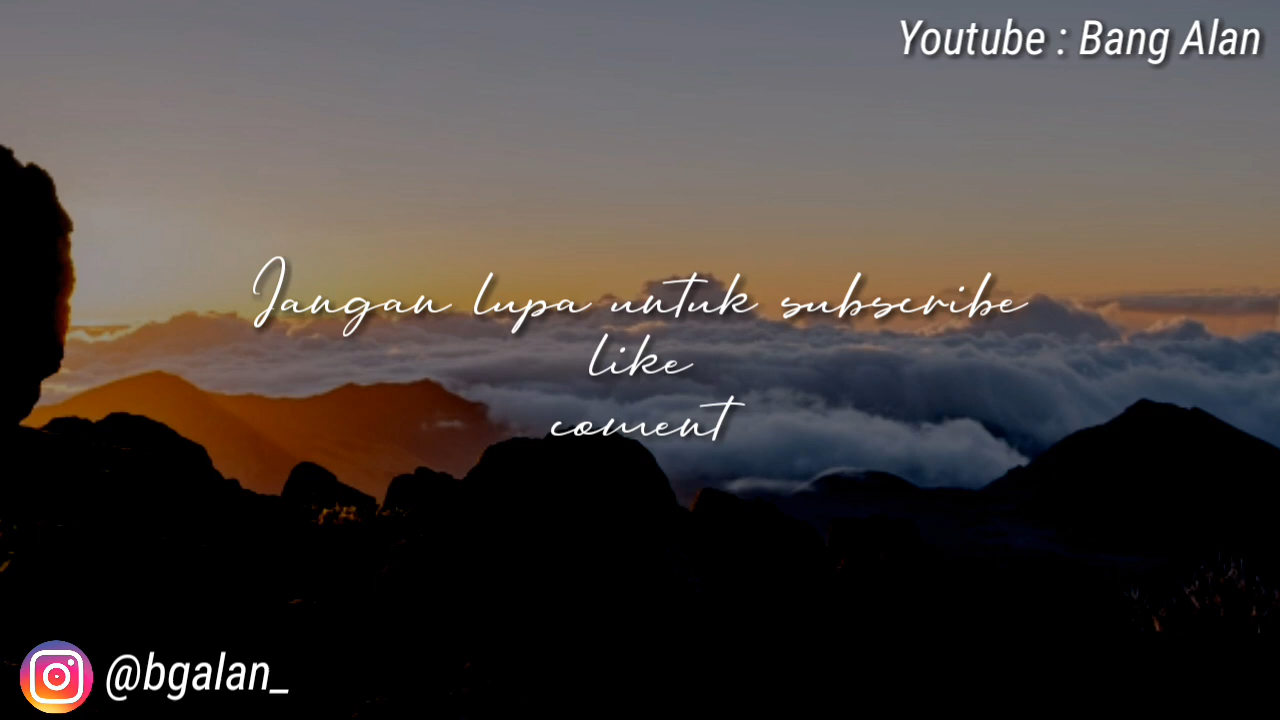 Youtube : Bang Alan
Jangan lupa untuk subscribe
like
coment
@bgalan_